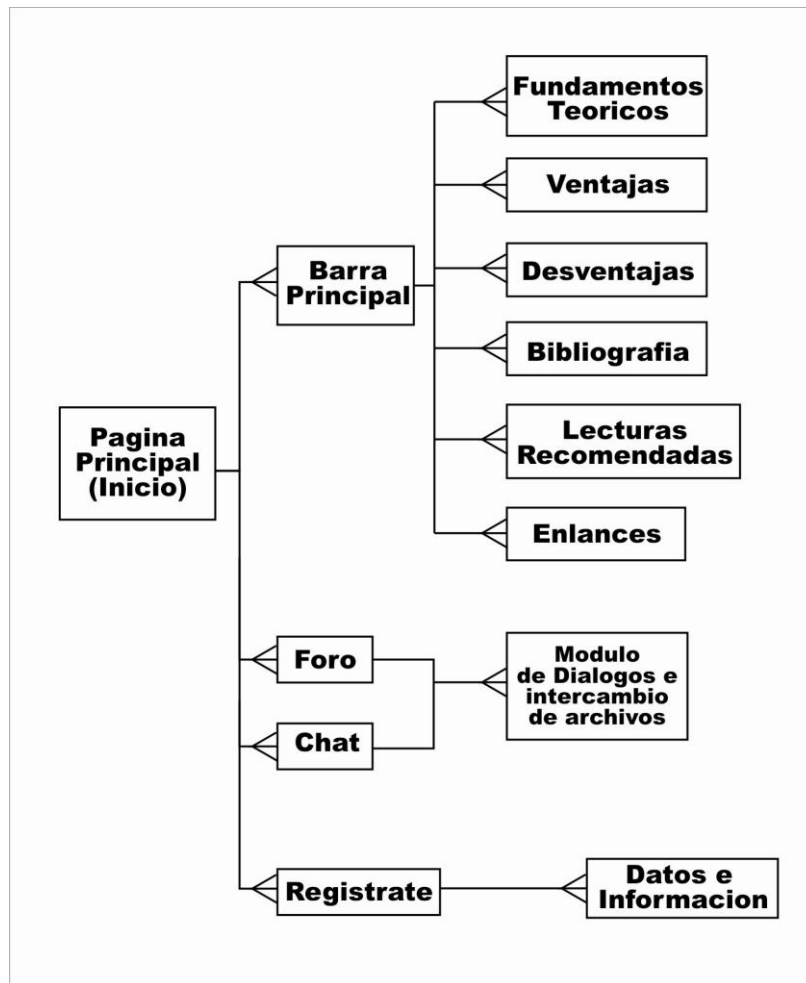 Fundamentos
Teoricos
Ventajas
Barra
Principal
Desventajas
Bibliografia
Pagina
Principal
(Inicio)
Lecturas
Recomendadas
Enlances
Foro
Modulo
de Dialogos e
intercambio
de archivos
Chat
Registrate
Datos e
Informacion